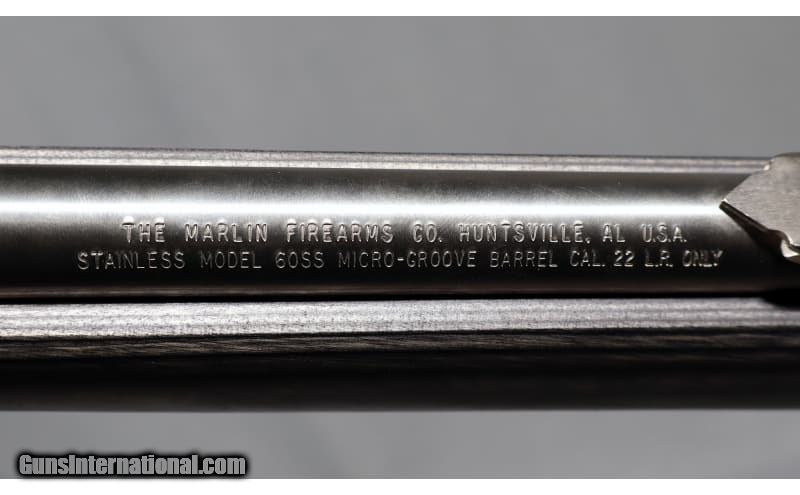 THE MARLIN FIREARMS CO. HUNTSVILLE, AL U.S.A.
STAINLESS MODEL 60SS MICRO-GROOVE BARREL CAL. 22 L.R. ONLY
GunsInternational.com